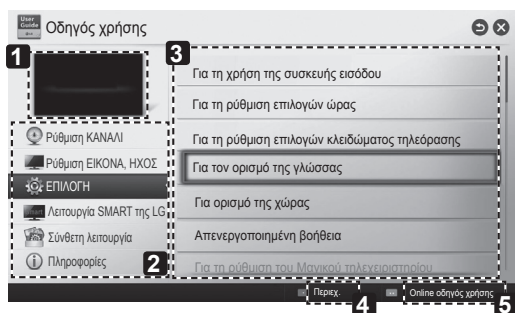 User
Guide
Οδηγός χρήσης
1
3
Για τη χρήση της συσκευής εισόδου
Για τη ρύθμιση επιλογών ώρας
Ρύθμιση ΚΑΝΑΛΙ
Για τη ρύθμιση επιλογών κλειδώματος τηλεόρασης
Ρύθμιση ΕΙΚΟΝΑ, ΗΧΟΣ
Για τον ορισμό της γλώσσας
ΕΠΙΛΟΓΗ
Για ορισμό της χώρας
Λειτουργία SMART της LG
Απενεργοποιημένη βοήθεια
Σύνθετη λειτουργία
Πληροφορίες
2
Για τη ρύθμιση του Μαγικού τηλεχειριστηρίου
Περιεχ.
4
Online οδηγός χρήσης
5